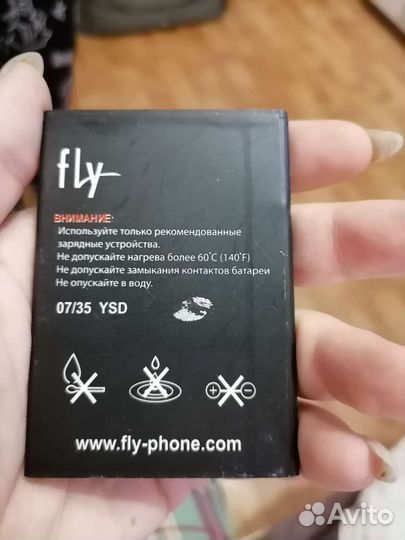 fly
ВНИМАНИЕ:
Используйте только рекомендованные
зарядные устройства.
Не допускайте нагрева более 60°C (140°F)
Не допускайте замыкания контактов батареи
Не опускайте в воду.
07/35 YSD
www.fly-phone.com
Avito